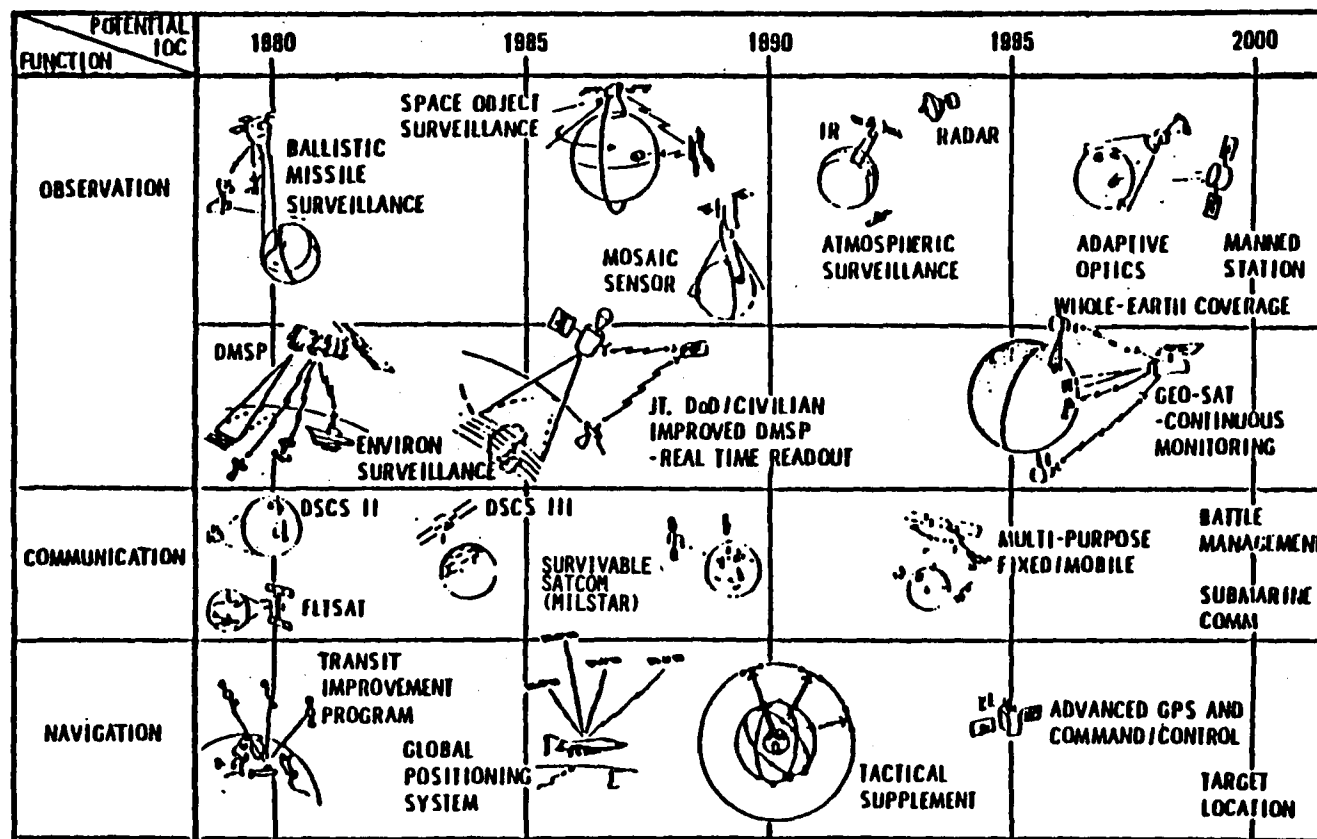 POTENTIAL
IOC
FUNCTION
1980
1985
1990
1995
2000
OBSERVATION
BALLISTIC
MISSILE
SURVEILLANCE
SPACE OBJECT
SURVEILLANCE
MOSAIC
SENSOR
IR
RADAR
ATMOSPHERIC
SURVEILLANCE
ADAPTIVE
OPTICS
MANNED
STATION
WHOLE-EARTH COVERAGE
DMSP
ENVIRON
SURVEILLANCE
JT. DoD/CIVILIAN
IMPROVED DMSP
-REAL TIME READOUT
GEO-SAT
-CONTINUOUS
MONITORING
COMMUNICATION
DSCS II
FLTSAT
DSCS III
SURVIVABLE
SATCOM
(MILSTAR)
MULTI-PURPOSE
FIXED/MOBILE
BATTLE
MANAGEMENT
SUBMARINE
COMM
NAVIGATION
TRANSIT
IMPROVEMENT
PROGRAM
GLOBAL
POSITIONING
SYSTEM
TACTICAL
SUPPLEMENT
ADVANCED GPS AND
COMMAND/CONTROL
TARGET
LOCATION